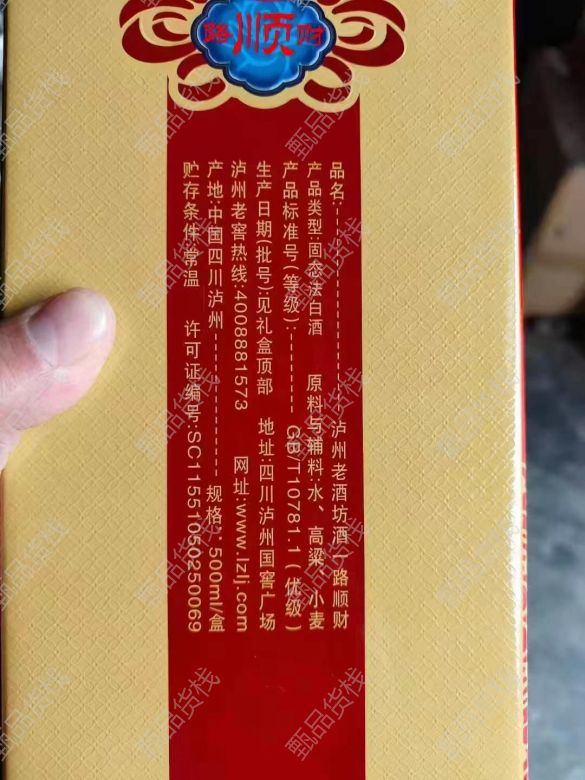 路顺财
品名:----------------泸州老酒坊酒一路顺财
产品类型:固态法白酒 原料与辅料:水、高粱、小麦
产品标准号(等级):-------- GB/T10781.1(优级)
生产日期(批号):见礼盒顶部 地址:四川泸州国窖广场
泸州老窖热线:4008881573 网址:www.lzlj.com
产地:中国四川泸州---------------规格: 500ml/盒
贮存条件常温 许可证编号:SC11551050250069
甄品货栈